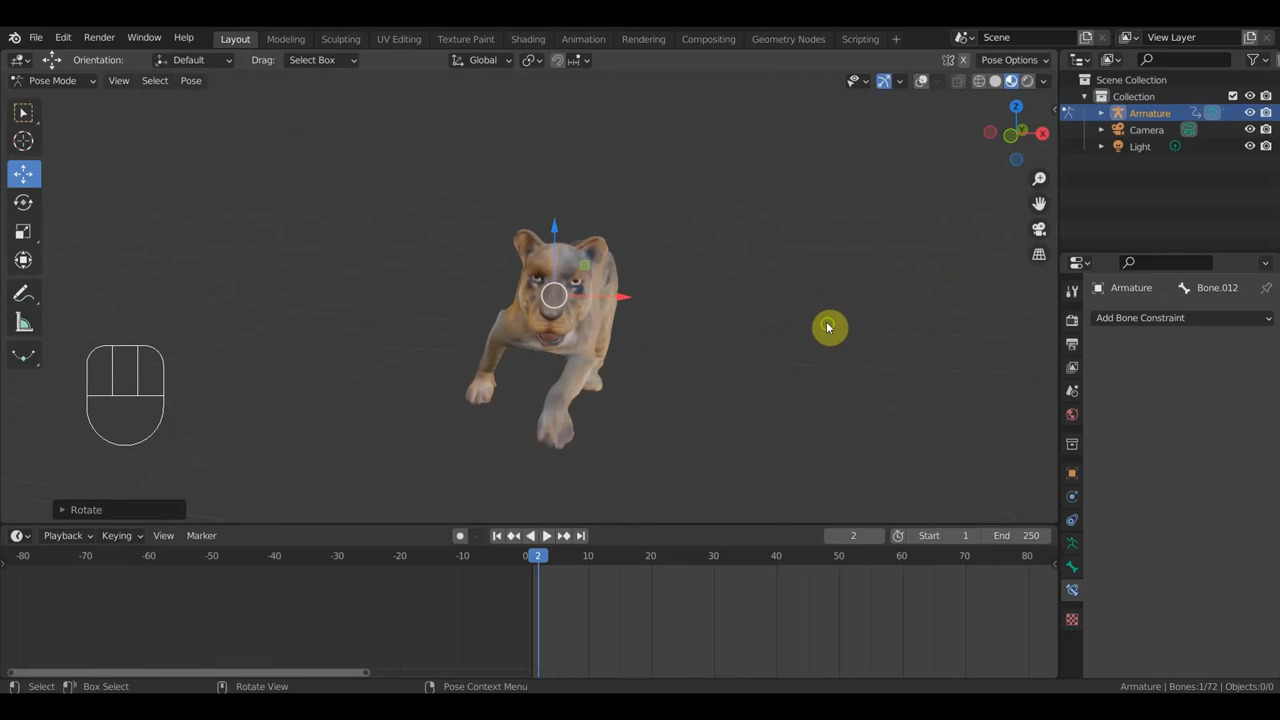 File Edit Render Window Help Layout Modeling Sculpting UV Editing Texture Paint Shading Animation Rendering Compositing Geometry Nodes Scripting + Scene View Layer
Orientation: Default Drag: Select Box Global X Pose Options
Pose Mode View Select Pose
Scene Collection
Collection
Armature
Camera
Light
X
Y
Z
Armature Bone.012
Add Bone Constraint
Rotate
Playback Keying View Marker 2 Start 1 End 250
-80 -70 -60 -50 -40 -30 -20 -10 0 2 10 20 30 40 50 60 70 80
Select Box Select Rotate View Pose Context Menu Armature | Bones:1/72 | Objects:0/0